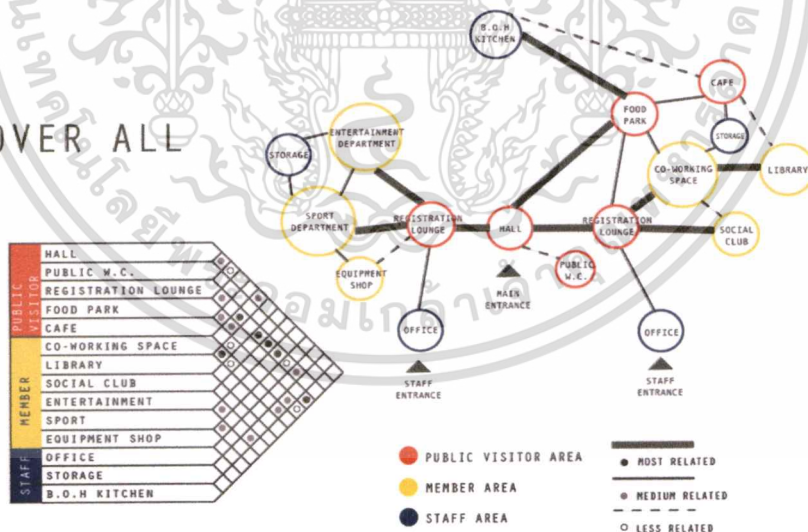 OVER ALL
B.O.H
KITCHEN
CAFE
FOOD
PARK
STORAGE
CO-WORKING
SPACE
LIBRARY
SOCIAL
CLUB
ENTERTAINMENT
DEPARTMENT
STORAGE
SPORT
DEPARTMENT
REGISTRATION
LOUNGE
HALL
REGISTRATION
LOUNGE
EQUIPMENT
SHOP
PUBLIC
W.C.
MAIN
ENTRANCE
OFFICE
OFFICE
STAFF
ENTRANCE
STAFF
ENTRANCE
PUBLIC
VISITOR
HALL
PUBLIC W.C.
REGISTRATION LOUNGE
FOOD PARK
CAFE
MEMBER
CO-WORKING SPACE
LIBRARY
SOCIAL CLUB
ENTERTAINMENT
SPORT
EQUIPMENT SHOP
STAFF
OFFICE
STORAGE
B.O.H KITCHEN
PUBLIC VISITOR AREA
MEMBER AREA
STAFF AREA
MOST RELATED
MEDIUM RELATED
LESS RELATED